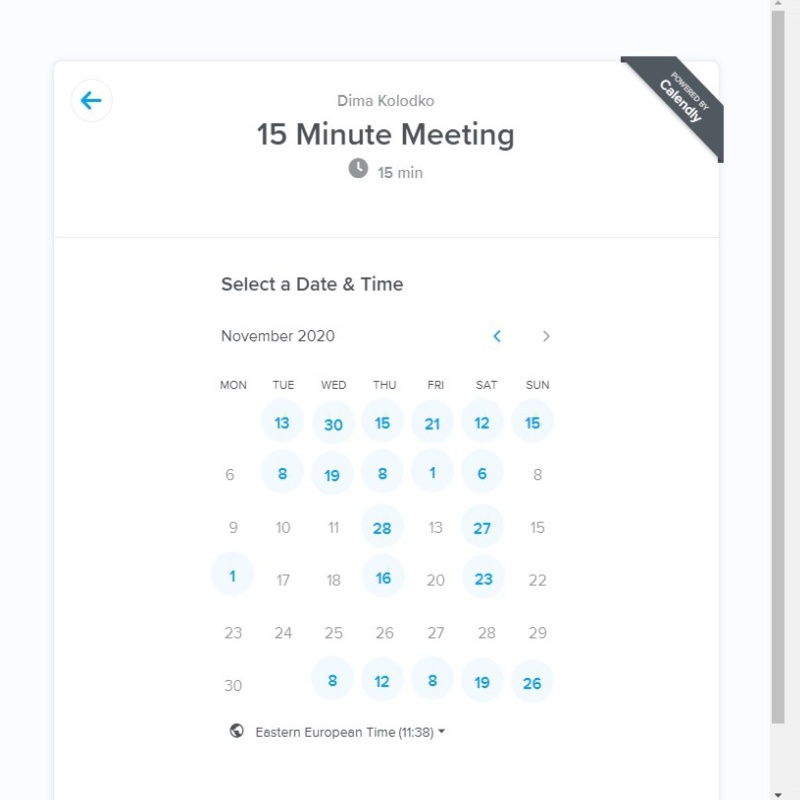 Dima Kolodko
POWERED BY
Calendly
15 Minute Meeting
15 min
Select a Date & Time
November 2020
MON TUE WED THU FRI SAT SUN
13 30 15 21 12 15
6 8 19 8 1 6 8
9 10 11 28 13 27 15
1 17 18 16 20 23 22
23 24 25 26 27 28 29
30 8 12 8 19 26
Eastern European Time (11:38)